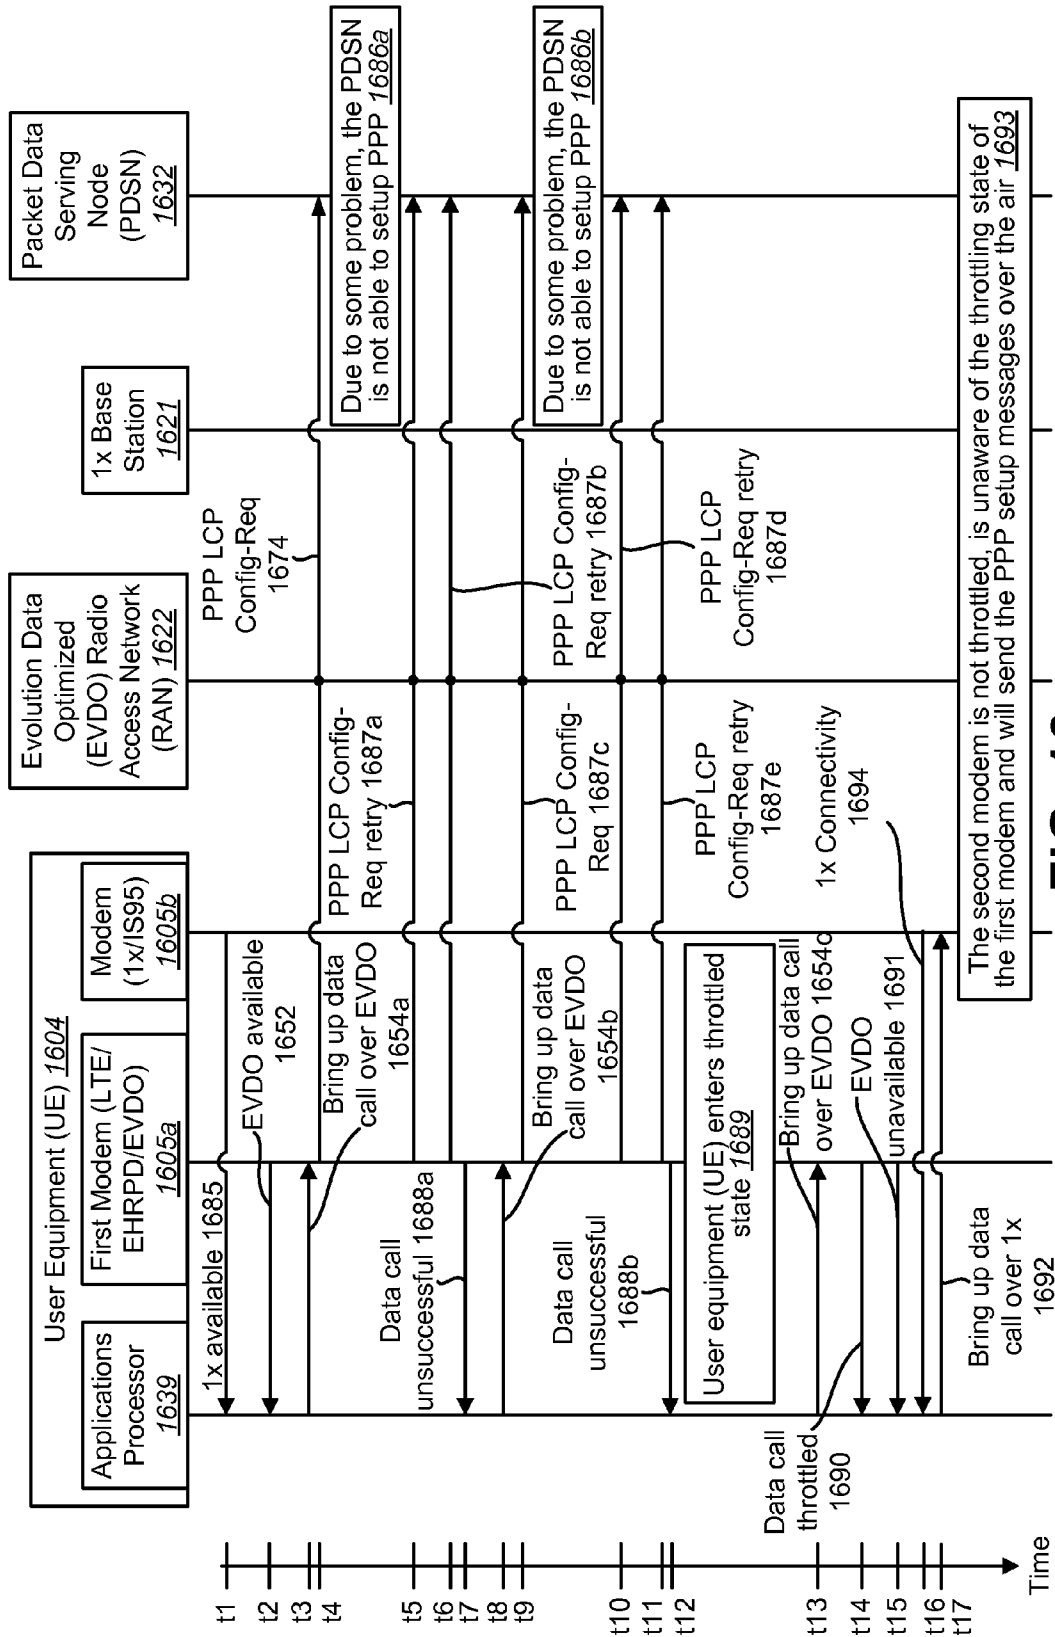 User Equipment (UE) 1604
Applications
Processor
1639
First Modem (LTE/
EHRPD/EVDO)
1605a
Modem
(1x/IS95)
1605b
Evolution Data
Optimized
(EVDO) Radio
Access Network
(RAN) 1622
1x Base
Station
1621
Packet Data
Serving
Node
(PDSN)
1632
t1
t2
t3
t4
t5
t6
t7
t8
t9
t10
t11
t12
t13
t14
t15
t16
t17
Time
1x available 1685
EVDO available
1652
Bring up data
call over EVDO
1654a
PPP LCP
Config-Req
1674
Due to some problem, the PDSN
is not able to setup PPP 1686a
PPP LCP Config-
Req retry 1687a
PPP LCP Config-
Req retry 1687b
Data call
unsuccessful 1688a
Bring up data
call over EVDO
1654b
PPP LCP Config-
Req 1687c
Due to some problem, the PDSN
is not able to setup PPP 1686b
PPP LCP
Config-Req retry
1687d
PPP LCP
Config-Req retry
1687e
Data call
unsuccessful
1688b
User equipment (UE) enters throttled
state 1689
Bring up data call
over EVDO 1654c
Data call
throttled
1690
EVDO
unavailable 1691
1x Connectivity
1694
Bring up data
call over 1x
1692
The second modem is not throttled, is unaware of the throttling state of
the first modem and will send the PPP setup messages over the air 1693